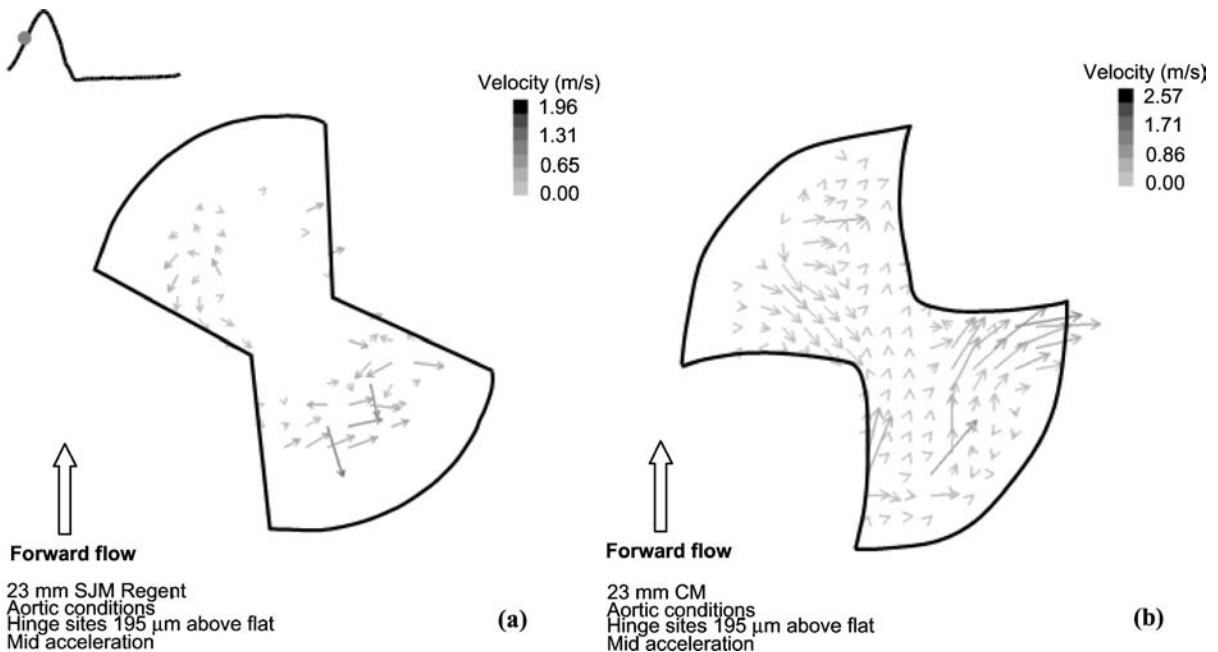 Velocity (m/s)
1.96
1.31
0.65
0.00
Forward flow
23 mm SJM Regent
Aortic conditions
Hinge sites 195 μm above flat
Mid acceleration
(a)
Velocity (m/s)
2.57
1.71
0.86
0.00
Forward flow
23 mm CM
Aortic conditions
Hinge sites 195 μm above flat
Mid acceleration
(b)